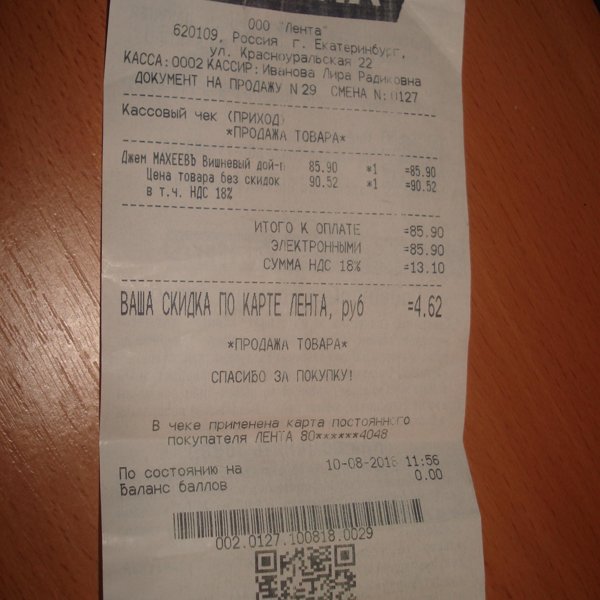 ООО "Лента"
620109, Россия г. Екатеринбург,
ул. Красноуральская 22
КАССА:0002 КАССИР:Иванова Лира Радиковна
ДОКУМЕНТ НА ПРОДАЖУ N 29 СМЕНА N:0127
Кассовый чек (ПРИХОД)
*ПРОДАЖА ТОВАРА*
Джем МАХЕЕВЪ Вишневый дой-п 85.90 *1 =85.90
Цена товара без скидок 90.52 *1 =90.52
в т.ч. НДС 18%
ИТОГО К ОПЛАТЕ =85.90
ЭЛЕКТРОННЫМИ =85.90
СУММА НДС 18% =13.10
ВАША СКИДКА ПО КАРТЕ ЛЕНТА, руб =4.62
*ПРОДАЖА ТОВАРА*
СПАСИБО ЗА ПОКУПКУ!
В чеке применена карта постоянного
покупателя ЛЕНТА 80******4048
По состоянию на 10-08-2018 11:56
Баланс баллов 0.00
002.0127.100818.0029